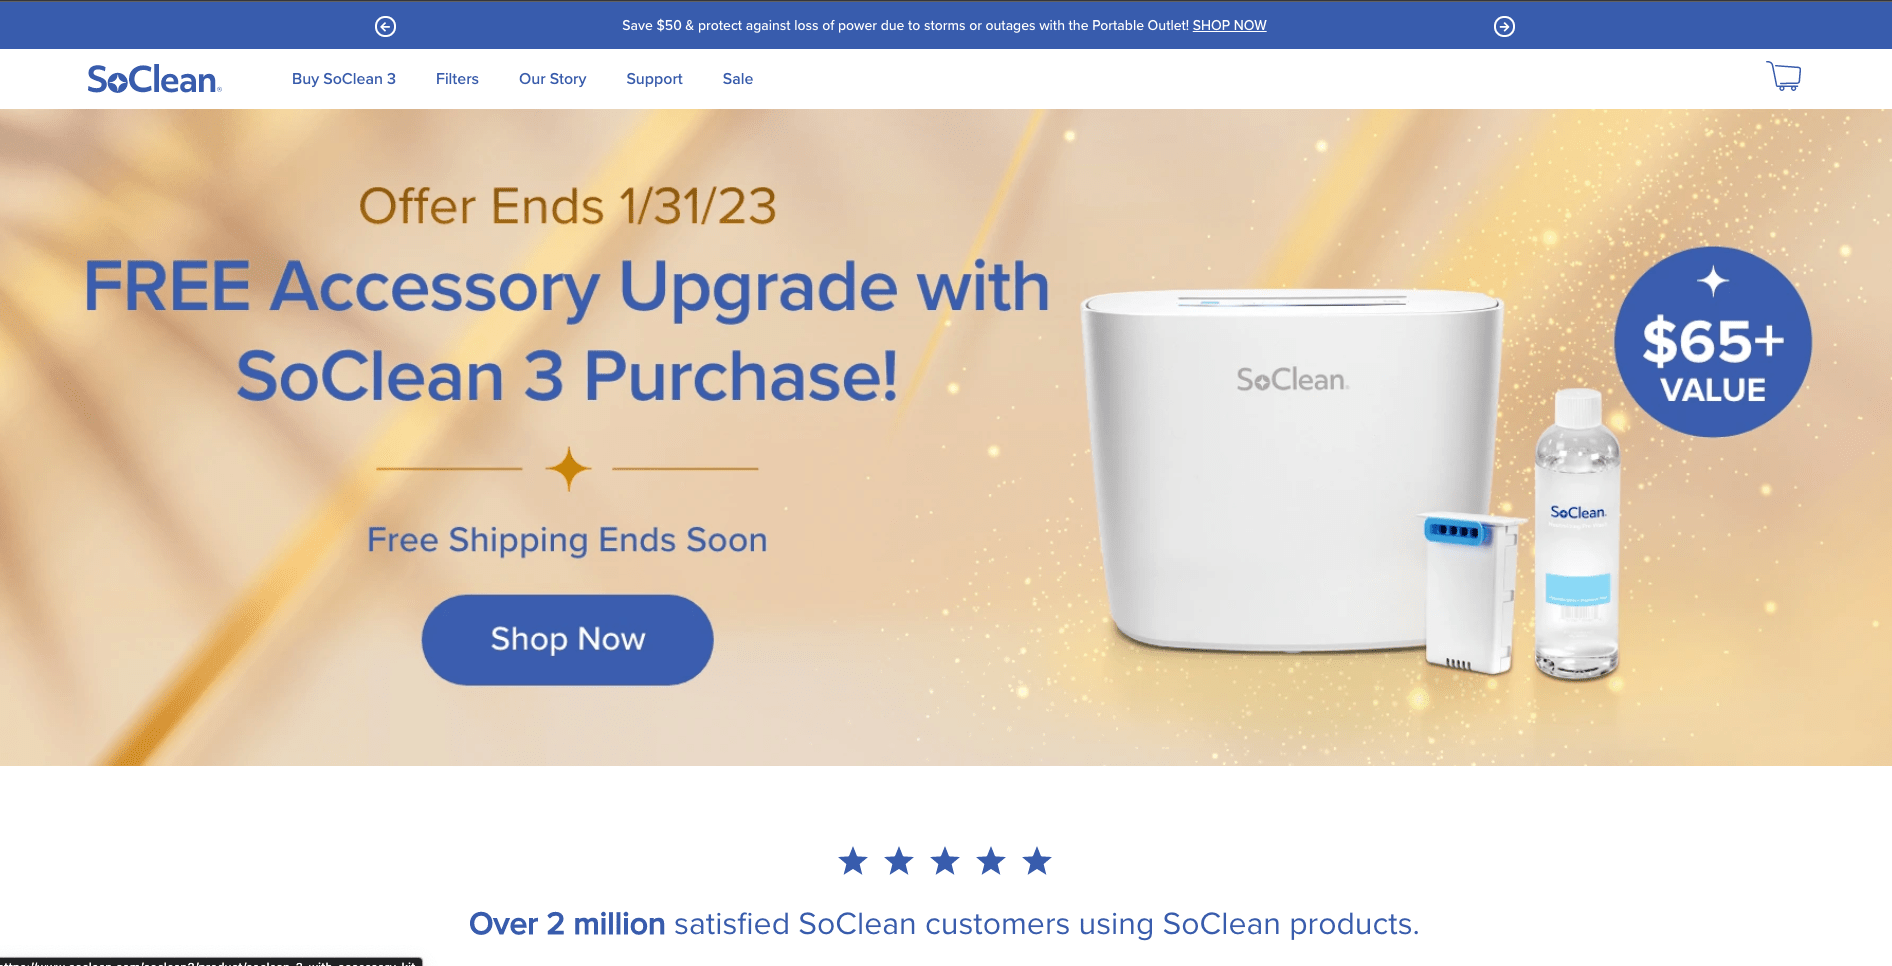 Save $50 & protect against loss of power due to storms or outages with the Portable Outlet! SHOP NOW
SoClean®
Buy SoClean 3
Filters
Our Story
Support
Sale
Offer Ends 1/31/23
FREE Accessory Upgrade with
SoClean 3 Purchase!
Free Shipping Ends Soon
Shop Now
SoClean
SoClean
$65+
VALUE
Over 2 million satisfied SoClean customers using SoClean products.